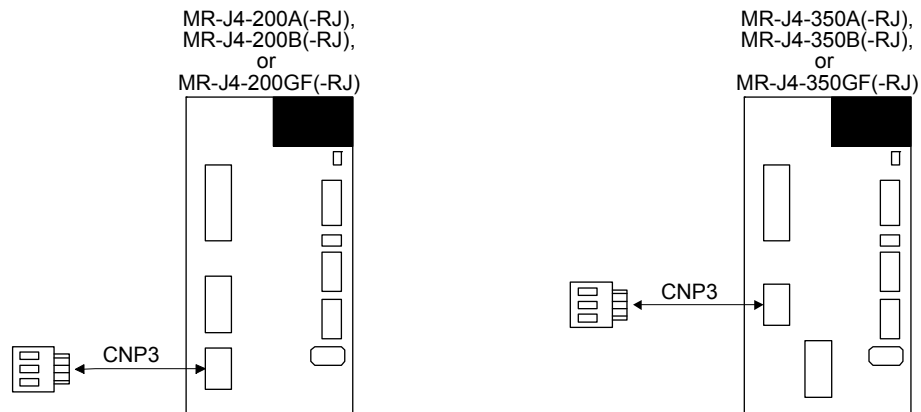 MR-J4-200A(-RJ),
MR-J4-200B(-RJ),
or
MR-J4-200GF(-RJ)
CNP3
MR-J4-350A(-RJ),
MR-J4-350B(-RJ),
or
MR-J4-350GF(-RJ)
CNP3